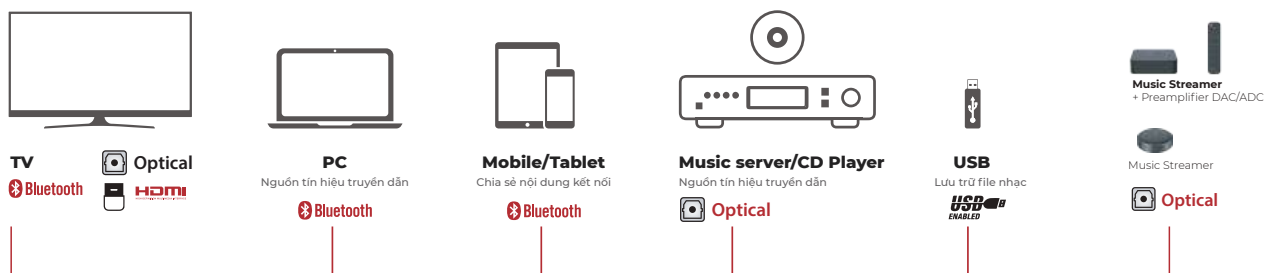 TV
Optical
Bluetooth
HDMI
PC
Nguồn tín hiệu truyền dẫn
Bluetooth
Mobile/Tablet
Chia sẻ nội dung kết nối
Bluetooth
Music server/CD Player
Nguồn tín hiệu truyền dẫn
Optical
USB
Lưu trữ file nhạc
USB
ENABLED
Music Streamer
+ Preamplifier DAC/ADC
Music Streamer
Optical